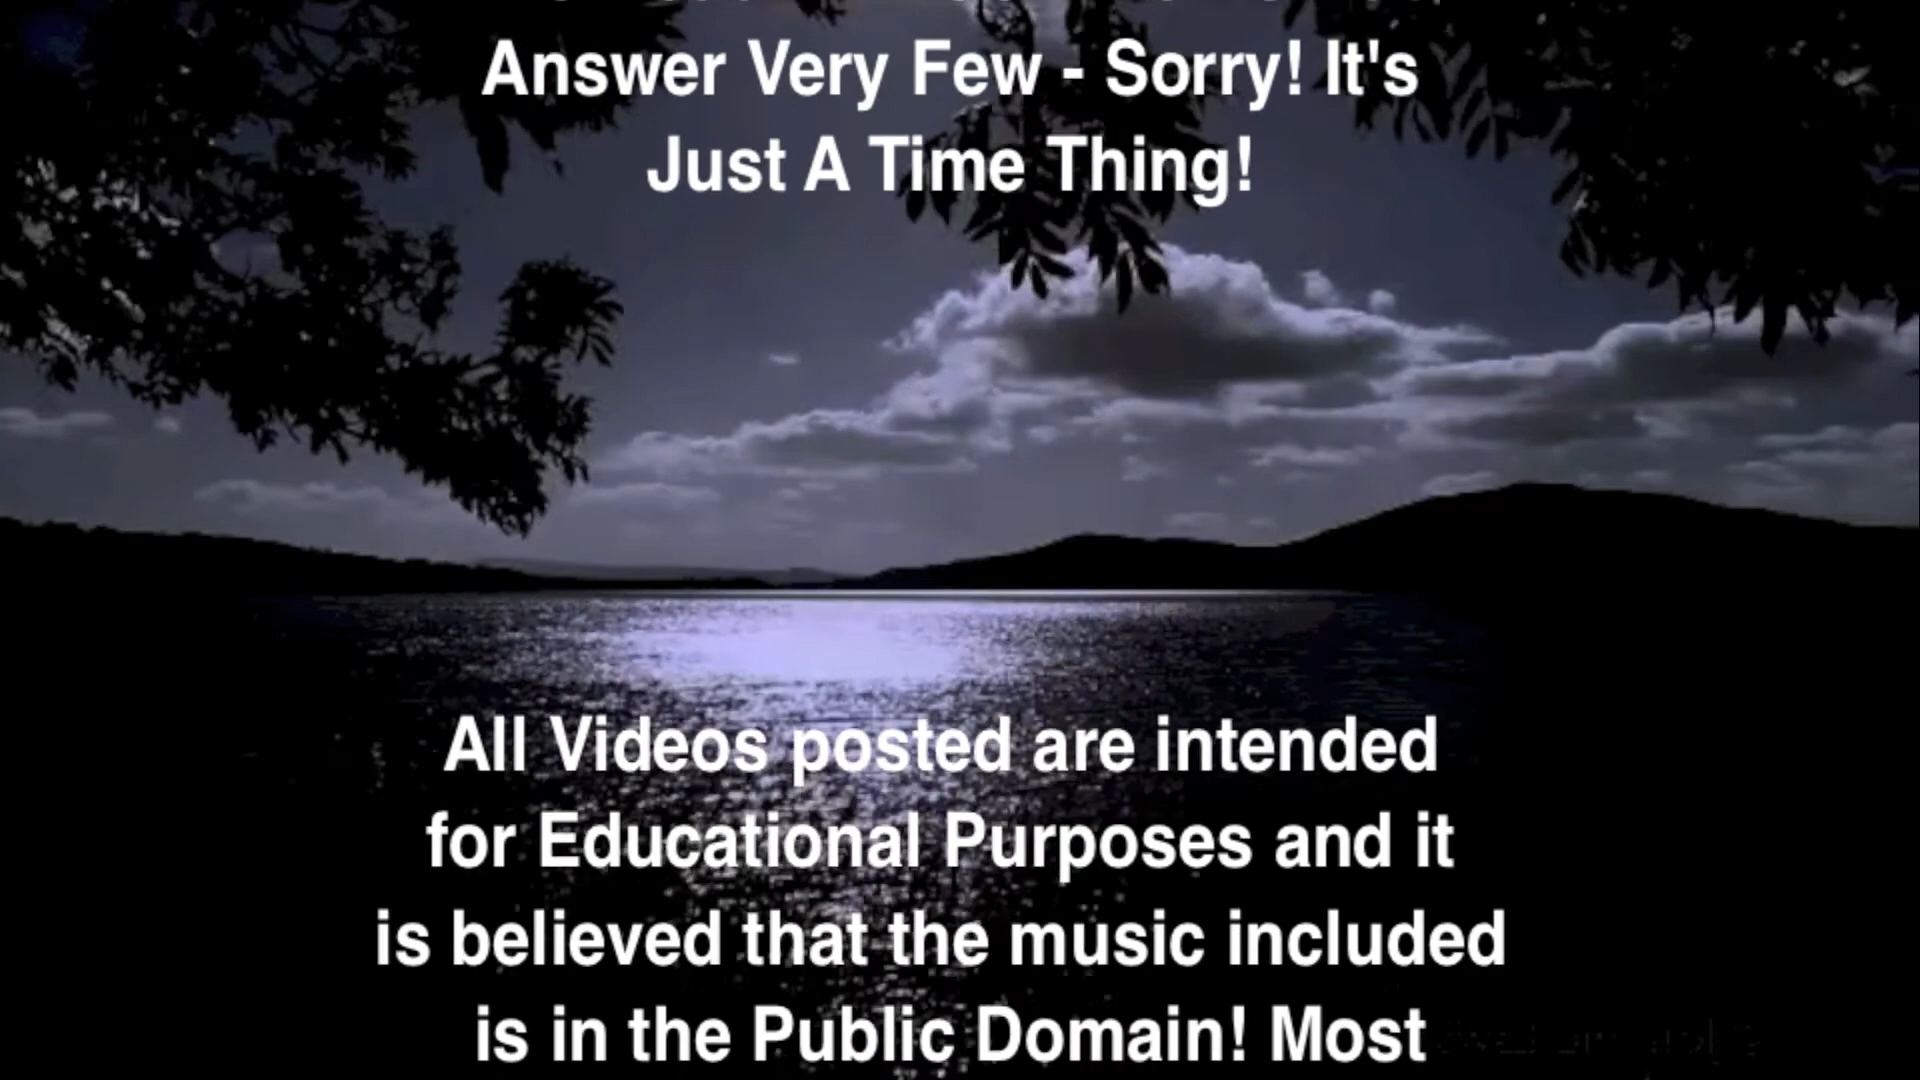 Answer Very Few - Sorry! It's
Just A Time Thing!
All Videos posted are intended
for Educational Purposes and it
is believed that the music included
is in the Public Domain! Most